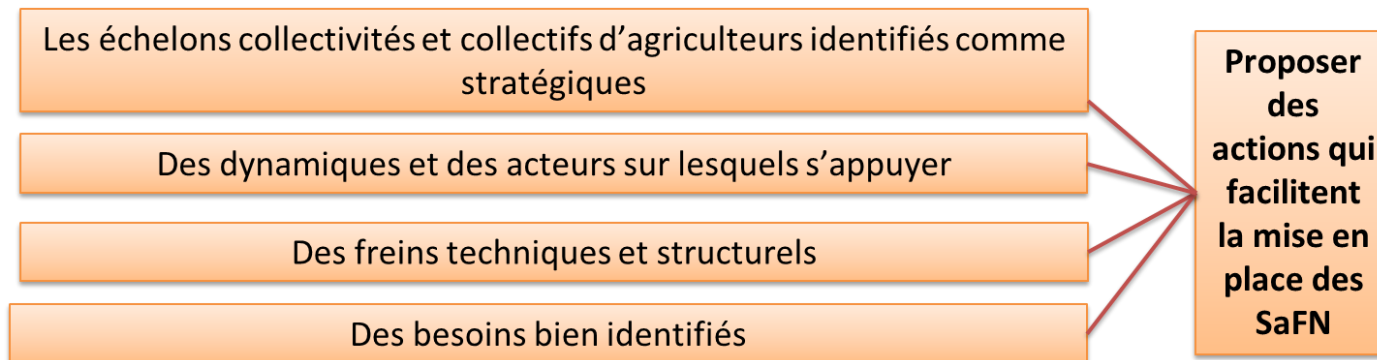 Les échelons collectivités et collectifs d’agriculteurs identifiés comme
stratégiques
Des dynamiques et des acteurs sur lesquels s’appuyer
Des freins techniques et structurels
Des besoins bien identifiés
Proposer
des
actions qui
facilitent
la mise en
place des
SaFN